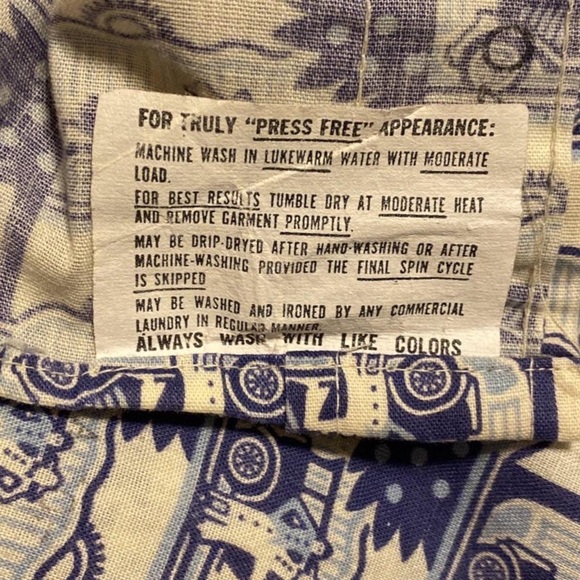 FOR TRULY "PRESS FREE" APPEARANCE:
MACHINE WASH IN LUKEWARM WATER WITH MODERATE
LOAD.
FOR BEST RESULTS TUMBLE DRY AT MODERATE HEAT
AND REMOVE GARMENT PROMPTLY.
MAY BE DRIP-DRYED AFTER HAND-WASHING OR AFTER
MACHINE-WASHING PROVIDED THE FINAL SPIN CYCLE
IS SKIPPED
MAY BE WASHED AND IRONED BY ANY COMMERCIAL
LAUNDRY IN REGULAR MANNER.
ALWAYS WASH WITH LIKE COLORS